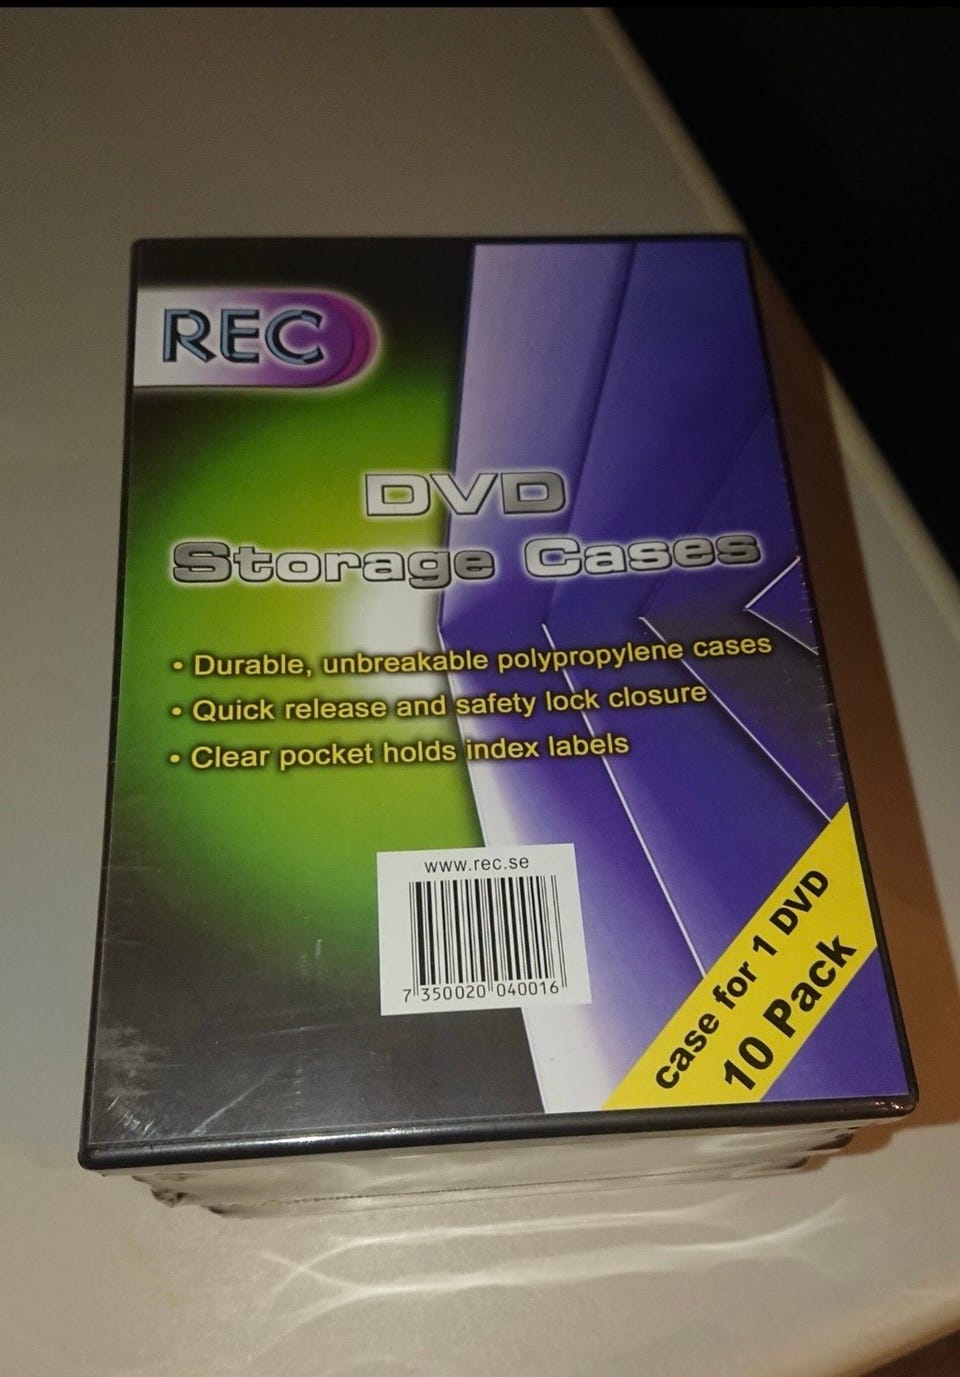 REC
DVD
Storage Cases
• Durable, unbreakable polypropylene cases
• Quick release and safety lock closure
• Clear pocket holds index labels
www.rec.se
7 350020 040016
case for 1 DVD
10 Pack